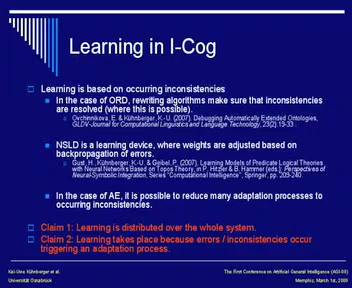 Learning in I-Cog
Learning is based on occurring inconsistencies
In the case of ORD, rewriting algorithms make sure that inconsistencies
are resolved (where this is possible).
Ovchinnikova, E. & Kühnberger, K.-U. (2007). Debugging Automatically Extended Ontologies,
GLDV-Journal for Computational Linguistics and Language Technology, 23(2):19-33.
NSLD is a learning device, where weights are adjusted based on
backpropagation of errors.
Gust, H., Kühnberger, K.-U. & Geibel, P. (2007), Learning Models of Predicate Logical Theories
with Neural Networks Based on Topos Theory, in P. Hitzler & B. Hammer (eds.): Perspectives of
Neural-Symbolic Integration, Series "Computational Intelligence", Springer, pp. 209-240.
In the case of AE, it is possible to reduce many adaptation processes to
occurring inconsistencies.
Claim 1: Learning is distributed over the whole system.
Claim 2: Learning takes place because errors / inconsistencies occur
triggering an adaptation process.
Kai-Uwe Kühnberger et al.
The First Conference on Artificial General Intelligence (AGI-08)
Universität Osnabrück
Memphis, March 1st, 2008